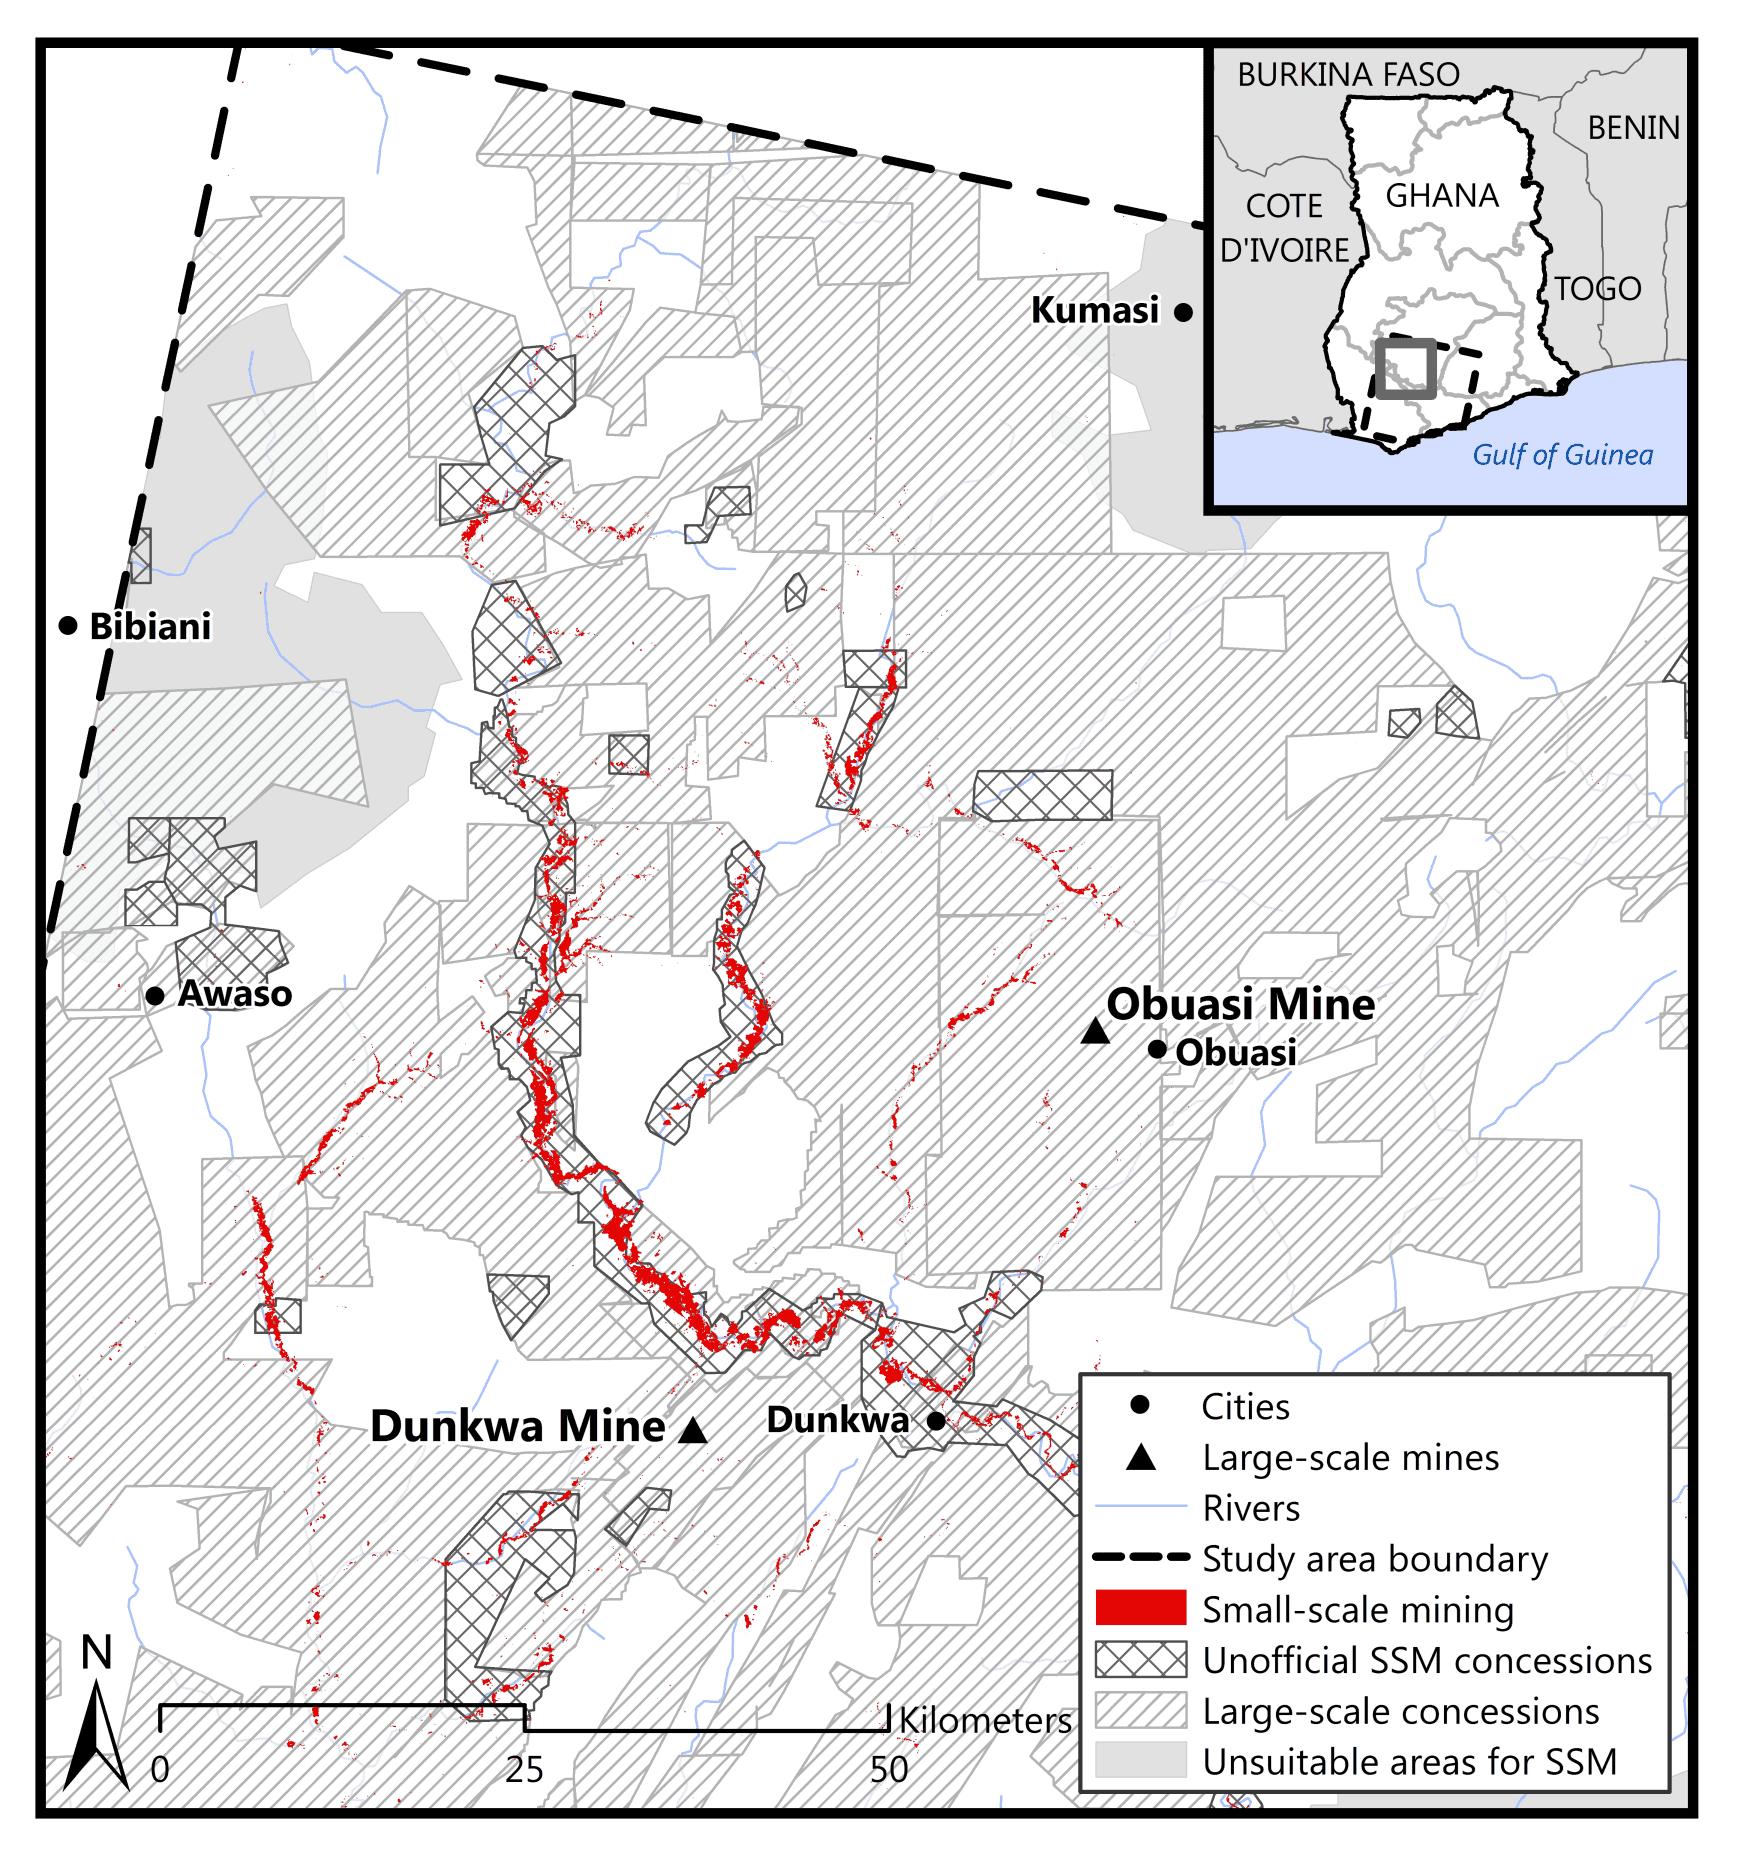 BURKINA FASO
BENIN
COTE
D'IVOIRE
GHANA
TOGO
Gulf of Guinea
Kumasi
Bibiani
Awaso
Obuasi Mine
Obuasi
Dunkwa Mine
Dunkwa
Cities
Large-scale mines
Rivers
Study area boundary
Small-scale mining
Unofficial SSM concessions
Large-scale concessions
Unsuitable areas for SSM
N
Kilometers
0
25
50